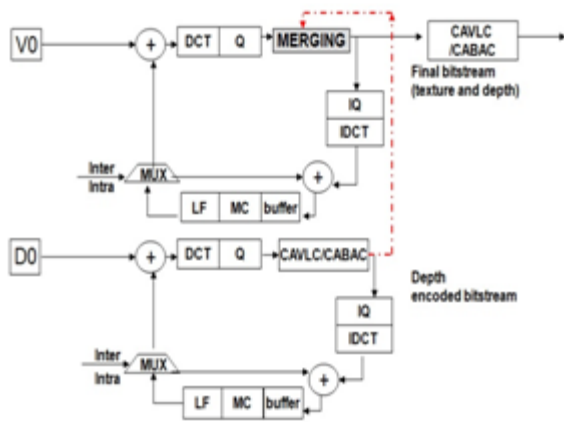 V0
+
DCT Q MERGING
CAVLC
/CABAC
Final bitstream
(texture and depth)
IQ
IDCT
Inter
Intra
MUX
+
LF MC buffer
D0
+
DCT Q CAVLC/CABAC
Depth
encoded bitstream
IQ
IDCT
Inter
Intra
MUX
+
LF MC buffer